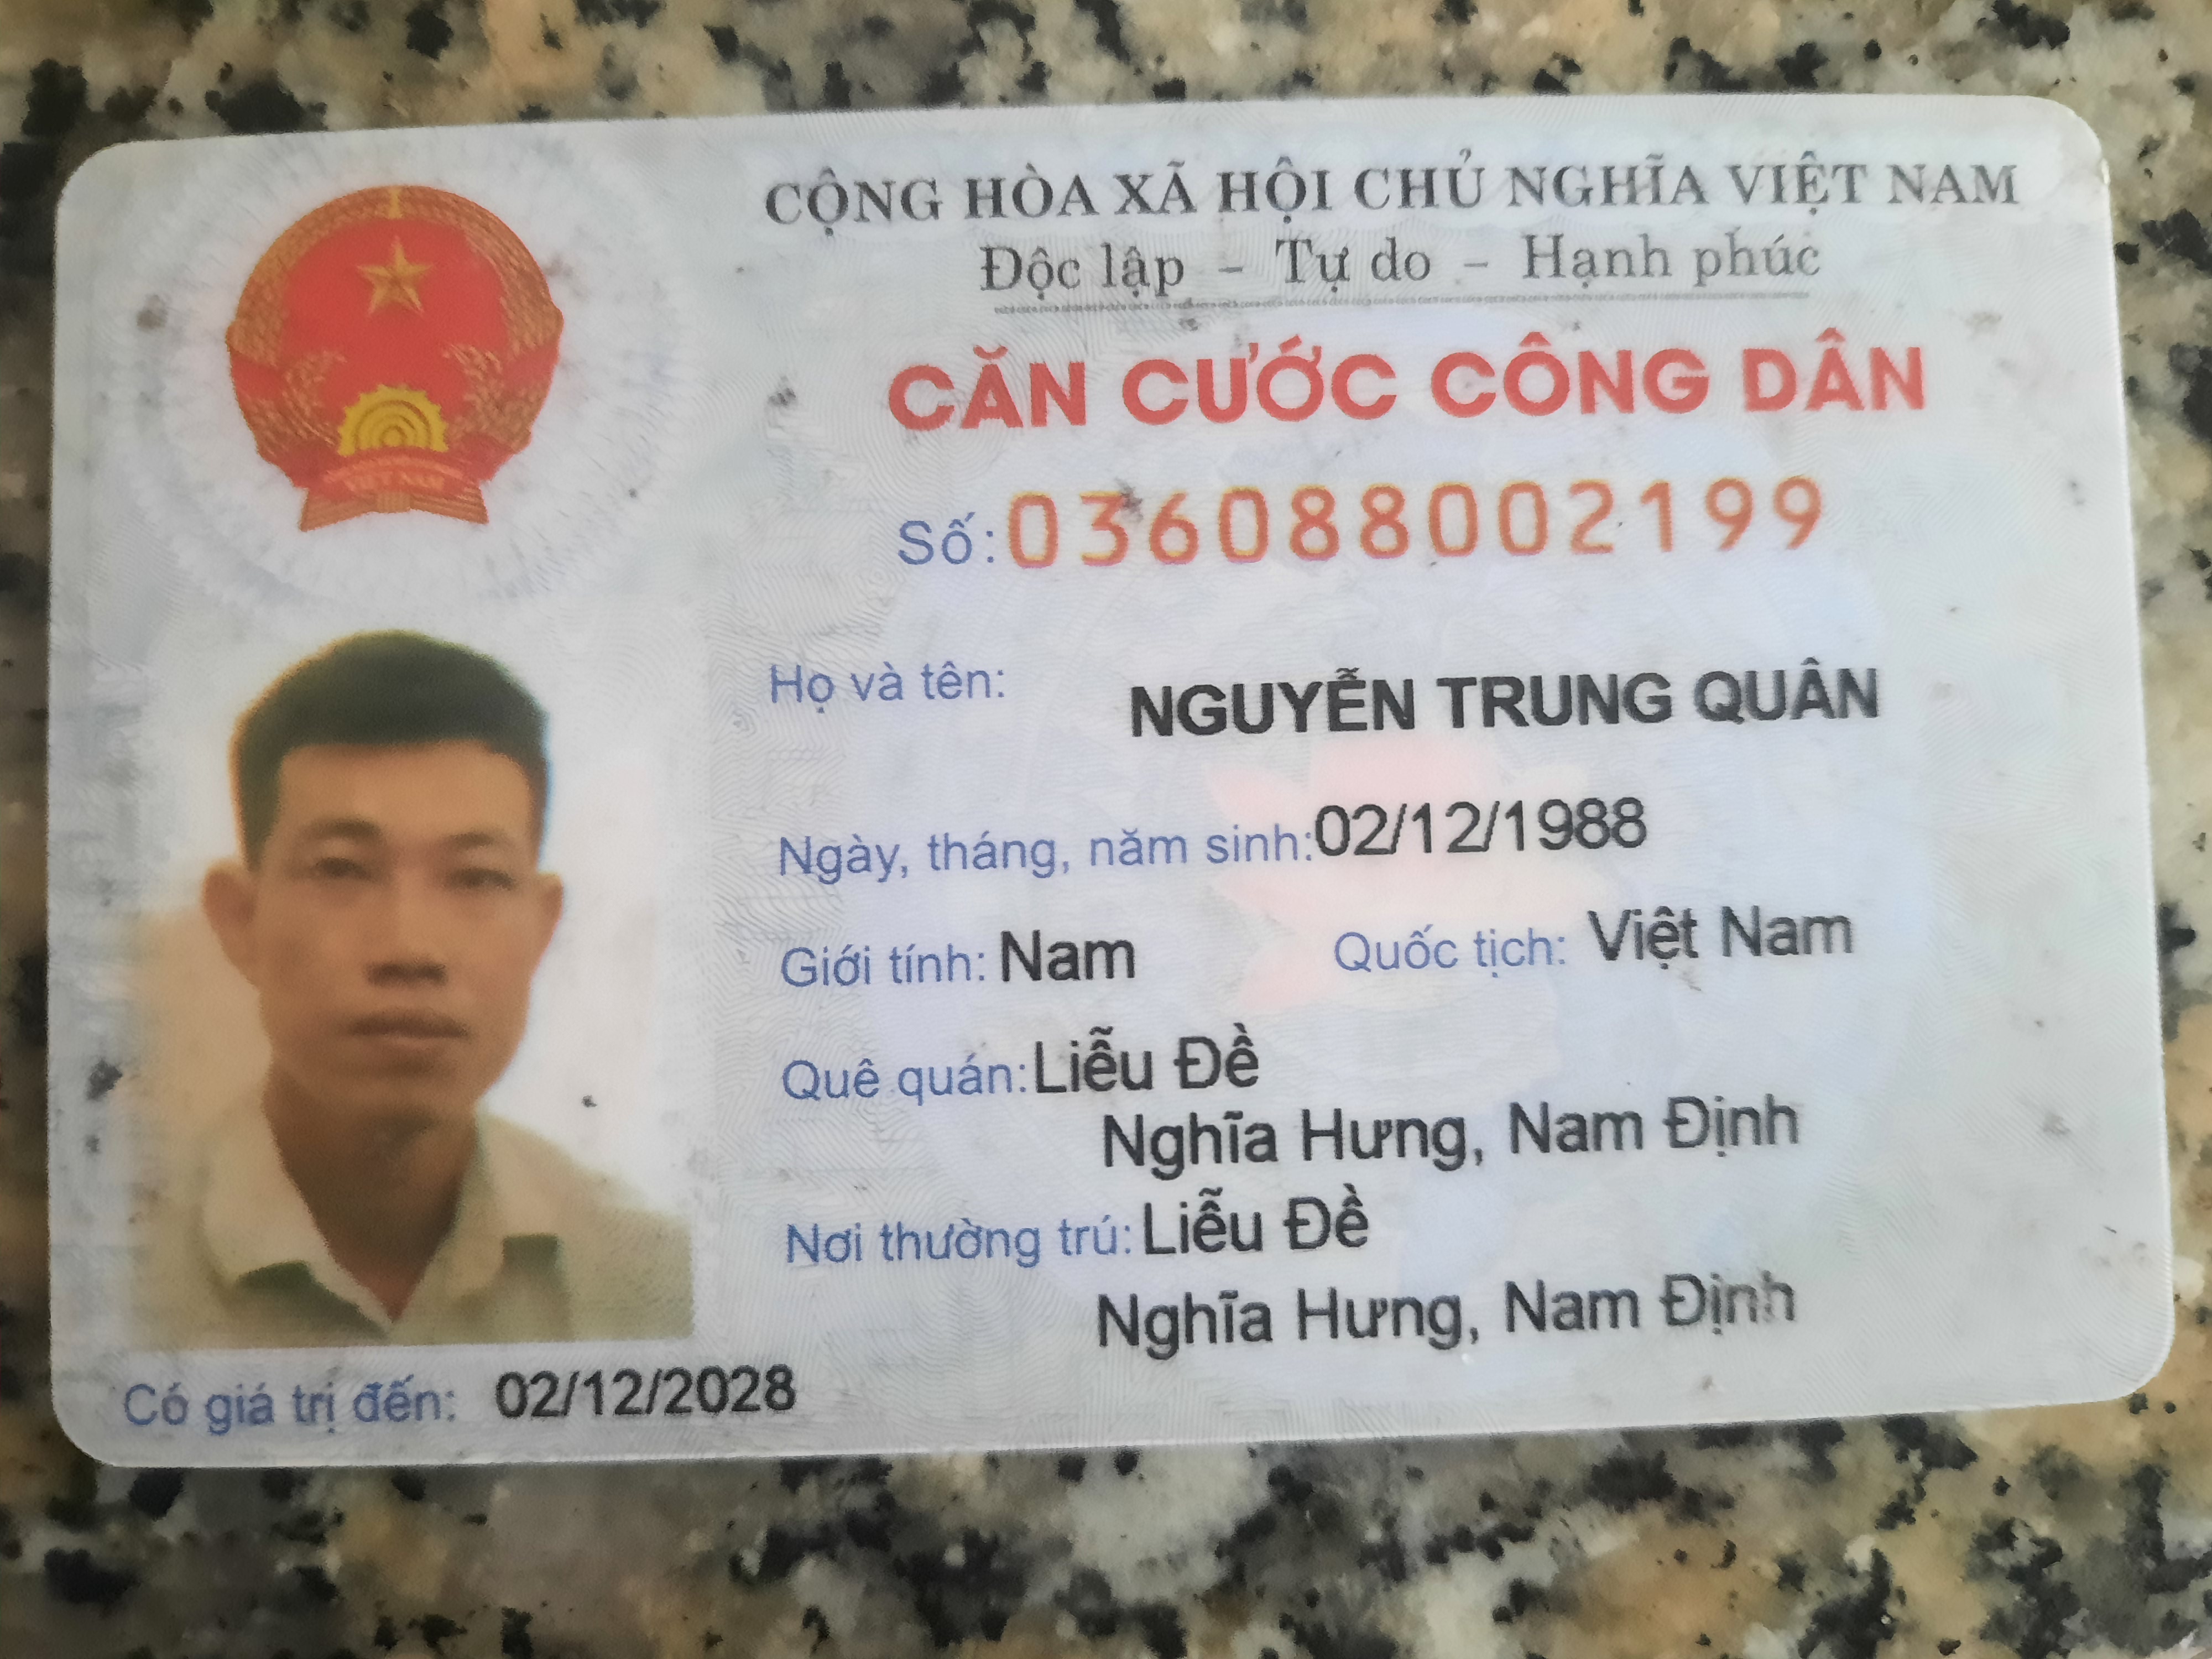 CỘNG HÒA XÃ HỘI CHỦ NGHĨA VIỆT NAM
Độc lập - Tự do - Hạnh phúc
CĂN CƯỚC CÔNG DÂN
Số: 036088002199
Họ và tên:
NGUYỄN TRUNG QUÂN
Ngày, tháng, năm sinh: 02/12/1988
Giới tính: Nam Quốc tịch: Việt Nam
Quê quán: Liễu Đề
Nghĩa Hưng, Nam Định
Nơi thường trú: Liễu Đề
Nghĩa Hưng, Nam Định
Có giá trị đến: 02/12/2028